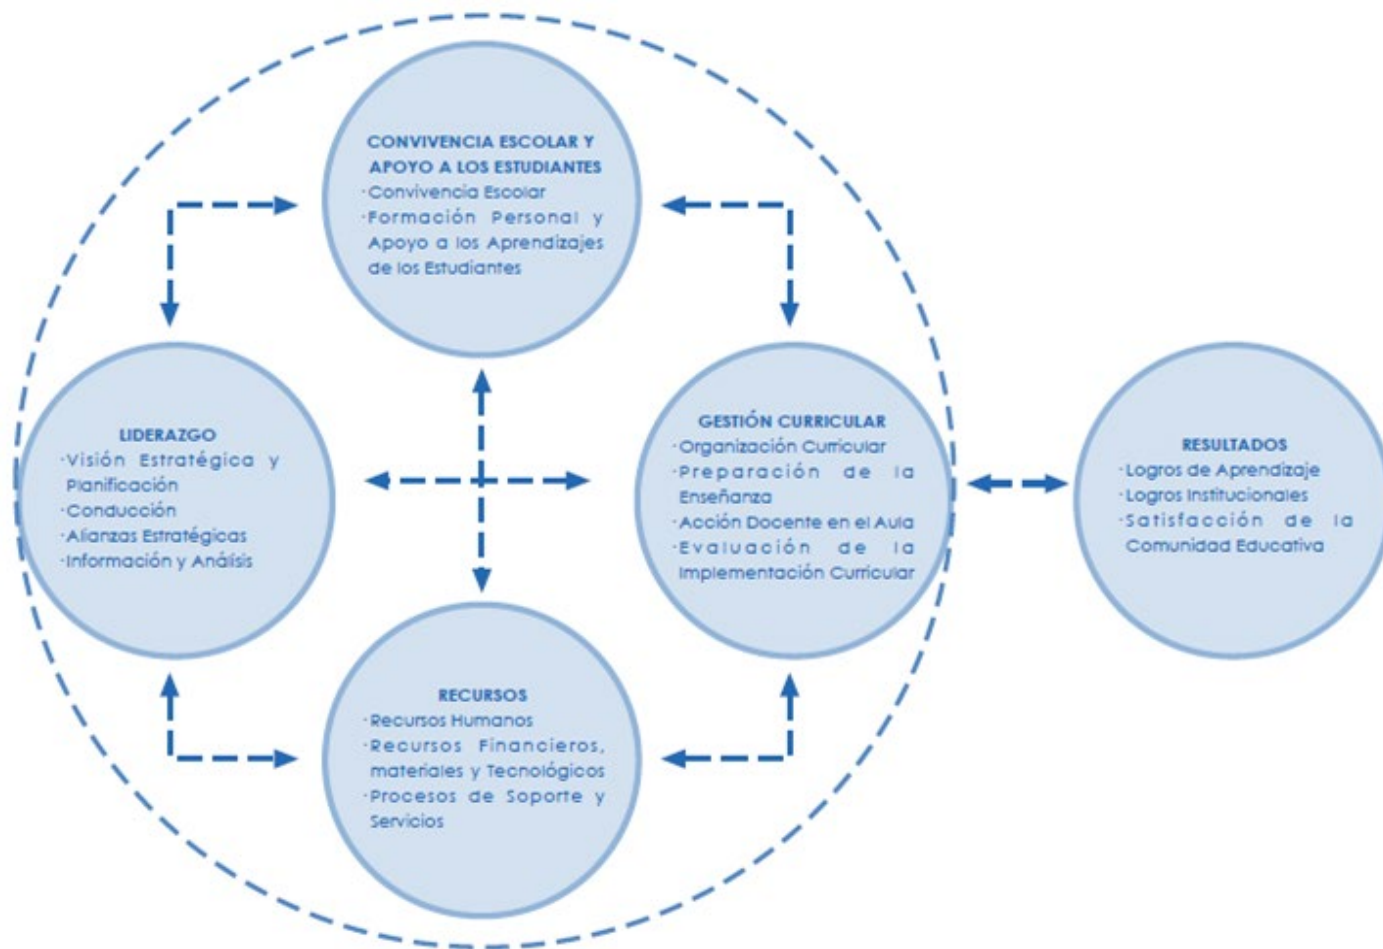 CONVIVENCIA ESCOLAR Y
APOYO A LOS ESTUDIANTES
·Convivencia Escolar
·Formación Personal y
Apoyo a los Aprendizajes
de los Estudiantes
LIDERAZGO
·Visión Estratégica y
Planificación
·Conducción
·Alianzas Estratégicas
·Información y Análisis
GESTIÓN CURRICULAR
·Organización Curricular
·Preparación de la
Enseñanza
·Acción Docente en el Aula
·Evaluación de la
Implementación Curricular
RESULTADOS
·Logros de Aprendizaje
·Logros Institucionales
·Satisfacción de la
Comunidad Educativa
RECURSOS
·Recursos Humanos
·Recursos Financieros,
materiales y Tecnológicos
·Procesos de Soporte y
Servicios